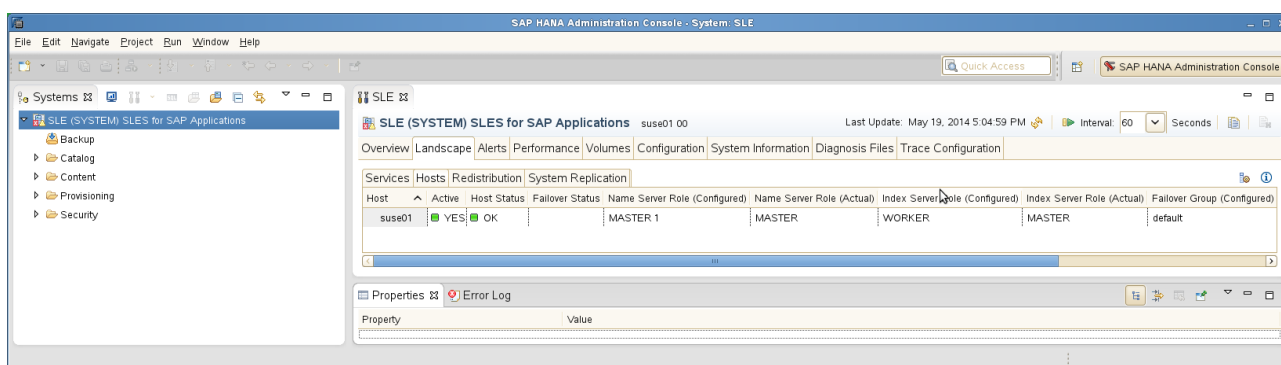 SAP HANA Administration Console - System: SLE
File Edit Navigate Project Run Window Help
Quick Access
SAP HANA Administration Console
Systems
SLE
SLE (SYSTEM) SLES for SAP Applications
Backup
Catalog
Content
Provisioning
Security
SLE (SYSTEM) SLES for SAP Applications suse01 00 Last Update: May 19, 2014 5:04:59 PM Interval: 60 Seconds
Overview Landscape Alerts Performance Volumes Configuration System Information Diagnosis Files Trace Configuration
Services Hosts Redistribution System Replication
Host Active Host Status Failover Status Name Server Role (Configured) Name Server Role (Actual) Index Server Role (Configured) Index Server Role (Actual) Failover Group (Configured)
suse01 YES OK MASTER 1 MASTER WORKER MASTER default
Properties Error Log
Property Value